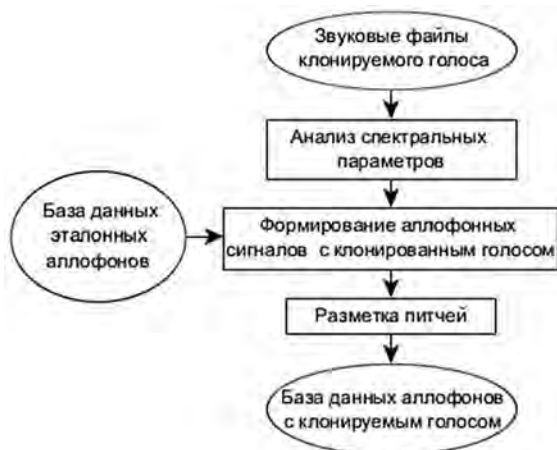 Звуковые файлы
клонируемого голоса
Анализ спектральных
параметров
База данных
эталонных
аллофонов
Формирование аллофонных
сигналов с клонированным голосом
Разметка питчей
База данных аллофонов
с клонируемым голосом